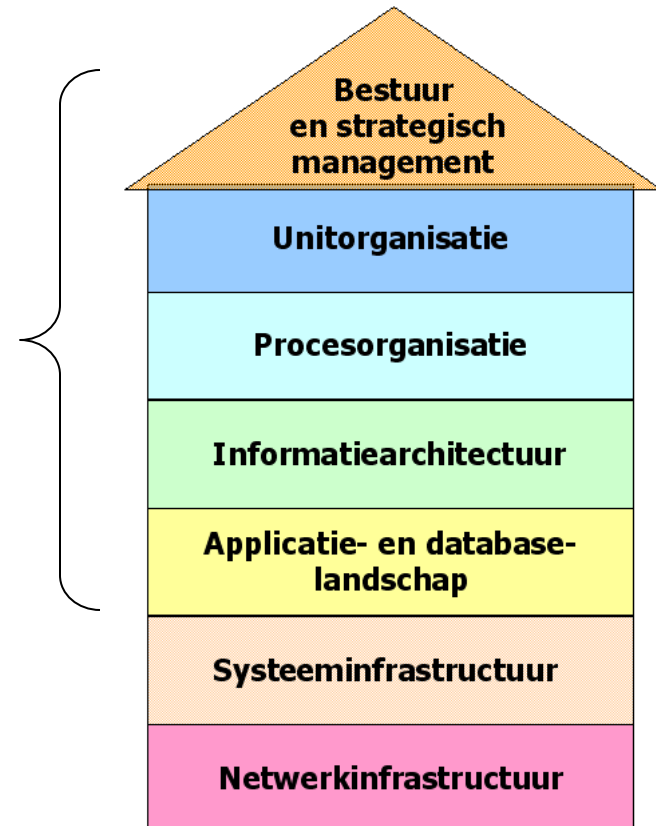 Bestuur
en strategisch
management
Unitorganisatie
Procesorganisatie
Informatiearchitectuur
Applicatie- en database-
landschap
Systeeminfrastructuur
Netwerkinfrastructuur